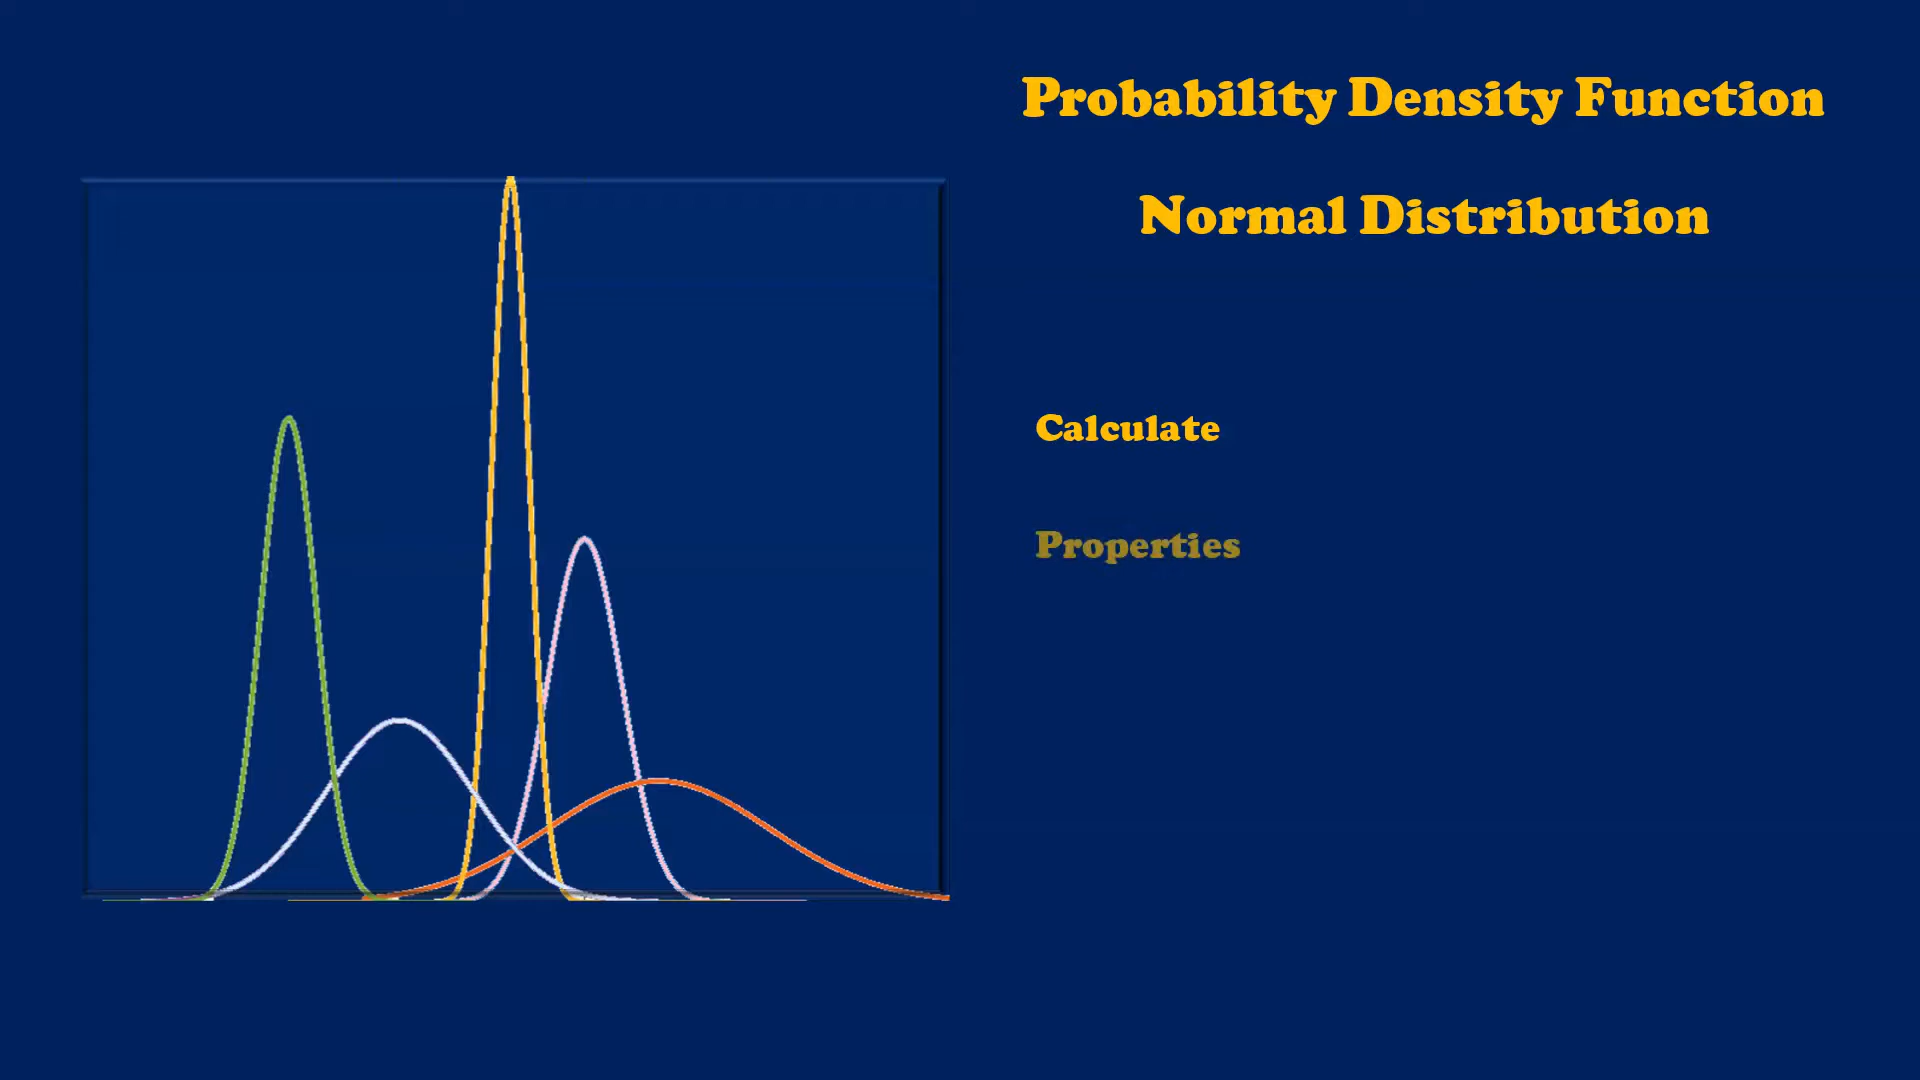 Probability Density Function
Normal Distribution
Calculate
Properties